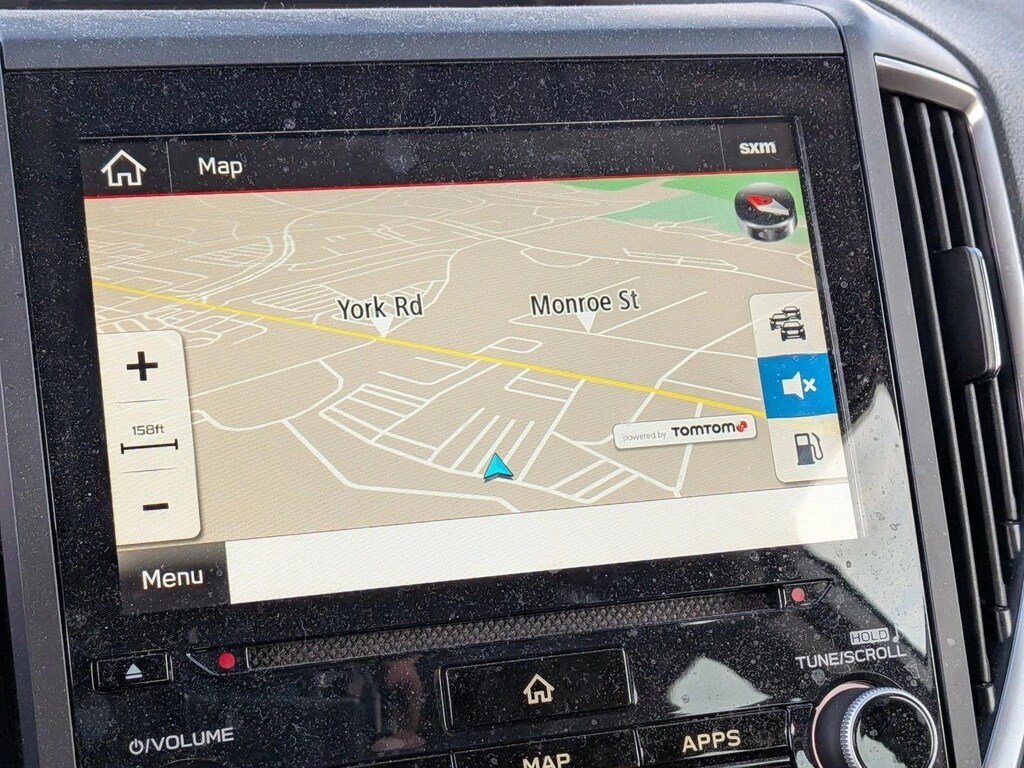 Map
sxm
York Rd
Monroe St
+
158ft
−
powered by TOMTOM
Menu
HOLD
TUNE/SCROLL
/VOLUME
MAP
APPS